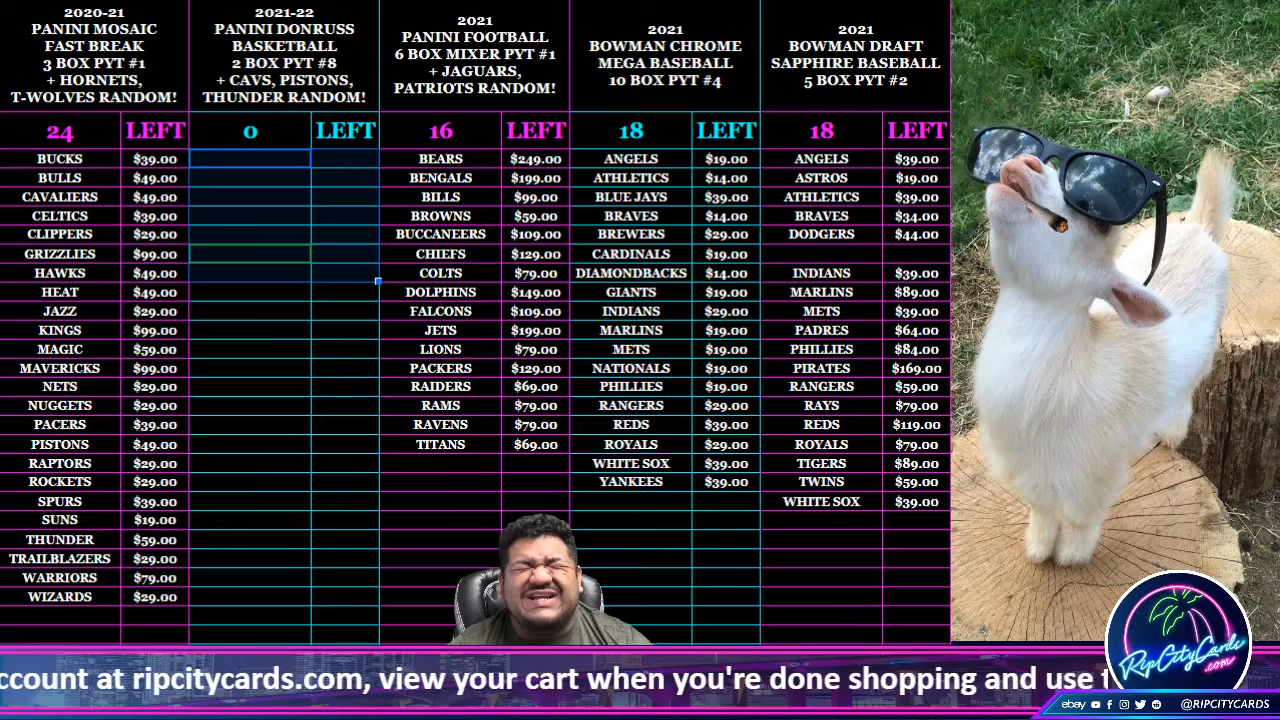 2020-21
PANINI MOSAIC
FAST BREAK
3 BOX PYT #1
+ HORNETS,
T-WOLVES RANDOM!
24 LEFT
BUCKS $39.00
BULLS $49.00
CAVALIERS $49.00
CELTICS $39.00
CLIPPERS $29.00
GRIZZLIES $99.00
HAWKS $49.00
HEAT $49.00
JAZZ $29.00
KINGS $99.00
MAGIC $59.00
MAVERICKS $99.00
NETS $29.00
NUGGETS $29.00
PACERS $39.00
PISTONS $49.00
RAPTORS $29.00
ROCKETS $29.00
SPURS $39.00
SUNS $19.00
THUNDER $59.00
TRAILBLAZERS $29.00
WARRIORS $79.00
WIZARDS $29.00
2021-22
PANINI DONRUSS
BASKETBALL
2 BOX PYT #8
+ CAVS, PISTONS,
THUNDER RANDOM!
0 LEFT
2021
PANINI FOOTBALL
6 BOX MIXER PYT #1
+ JAGUARS,
PATRIOTS RANDOM!
16 LEFT
BEARS $249.00
BENGALS $199.00
BILLS $99.00
BROWNS $59.00
BUCCANEERS $109.00
CHIEFS $129.00
COLTS $79.00
DOLPHINS $149.00
FALCONS $109.00
JETS $199.00
LIONS $79.00
PACKERS $129.00
RAIDERS $69.00
RAMS $79.00
RAVENS $79.00
TITANS $69.00
2021
BOWMAN CHROME
MEGA BASEBALL
10 BOX PYT #4
18 LEFT
ANGELS $19.00
ATHLETICS $14.00
BLUE JAYS $39.00
BRAVES $14.00
BREWERS $29.00
CARDINALS $19.00
DIAMONDBACKS $14.00
GIANTS $19.00
INDIANS $29.00
MARLINS $19.00
METS $19.00
NATIONALS $19.00
PHILLIES $19.00
RANGERS $29.00
REDS $39.00
ROYALS $29.00
WHITE SOX $39.00
YANKEES $39.00
2021
BOWMAN DRAFT
SAPPHIRE BASEBALL
5 BOX PYT #2
18 LEFT
ANGELS $39.00
ASTROS $19.00
ATHLETICS $39.00
BRAVES $34.00
DODGERS $44.00
INDIANS $39.00
MARLINS $89.00
METS $39.00
PADRES $64.00
PHILLIES $84.00
PIRATES $169.00
RANGERS $59.00
RAYS $79.00
REDS $119.00
ROYALS $79.00
TIGERS $89.00
TWINS $59.00
WHITE SOX $39.00
ccount at ripcitycards.com, view your cart when you're done shopping and use
RipCityCards
.com
ebay @RIPCITYCARDS